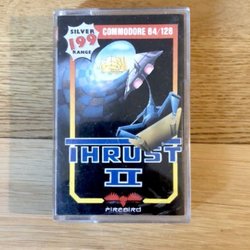 SILVER
199
RANGE
COMMODORE 64/128
THRUST
II
FIREBIRD